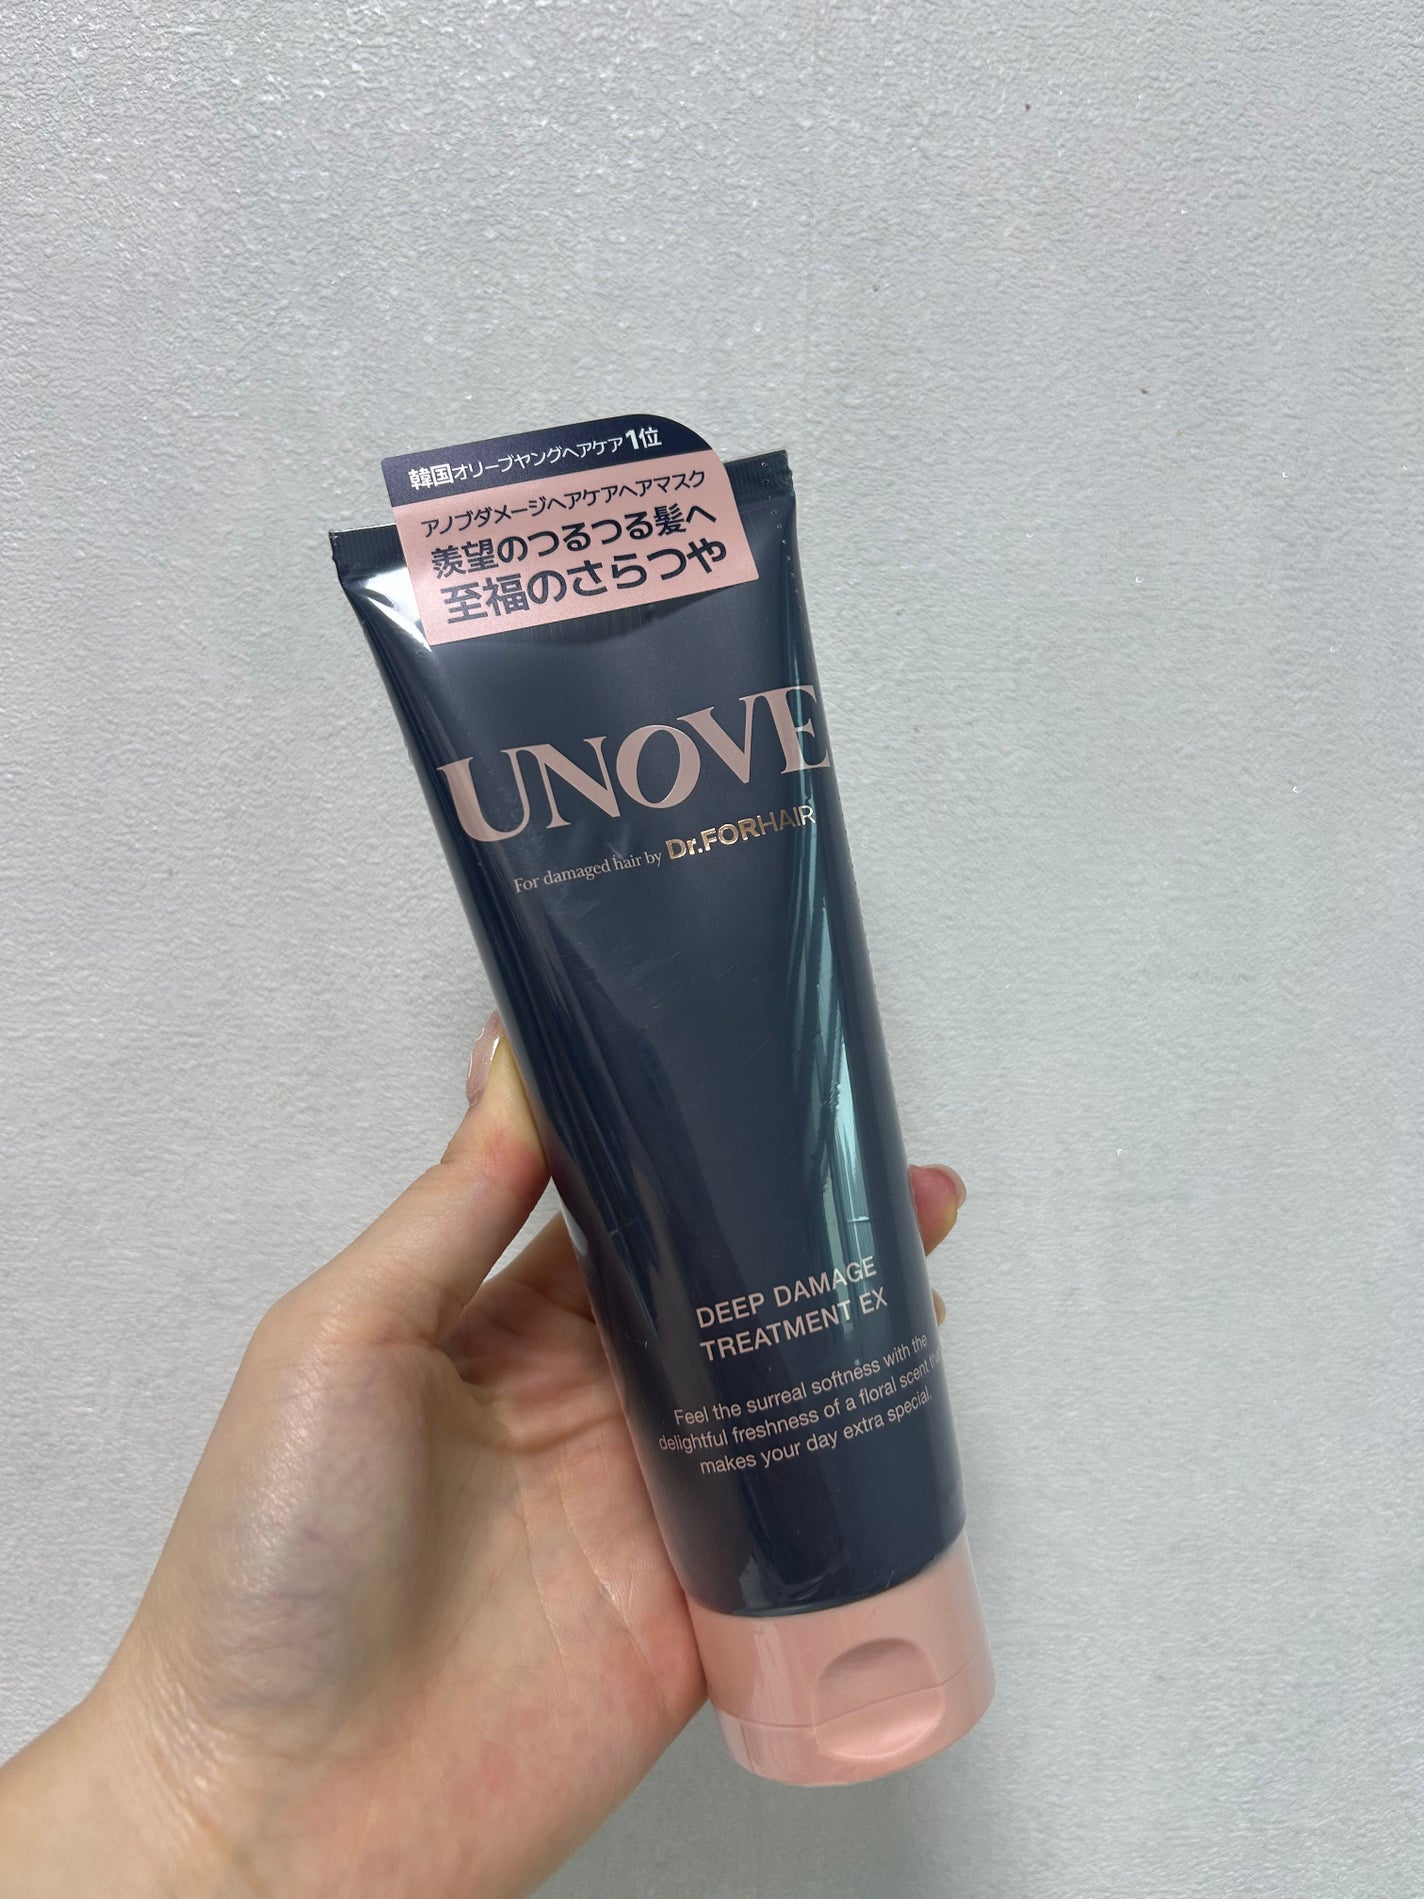 韓国オリーブヤングヘアケア1位
アノブダメージヘアケアヘアマスク
羨望のつるつる髪へ
至福のさらつや
UNOVE
For damaged hair by Dr.FORHAIR
DEEP DAMAGE
TREATMENT EX
Feel the surreal softness with the
delightful freshness of a floral scent
makes your day extra special.